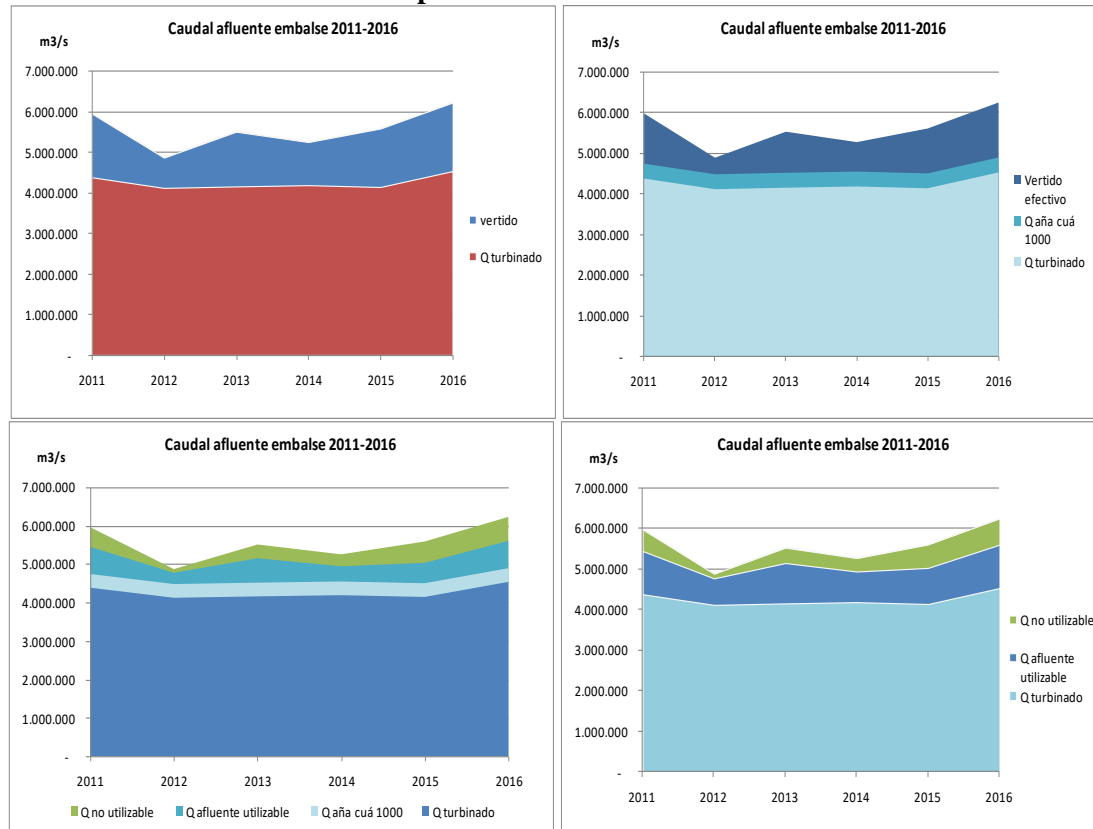 Caudal afluente embalse 2011-2016
m3/s
7.000.000
6.000.000
5.000.000
4.000.000
3.000.000
2.000.000
1.000.000
-
2011 2012 2013 2014 2015 2016
vertido
Q turbinado
Caudal afluente embalse 2011-2016
m3/s
7.000.000
6.000.000
5.000.000
4.000.000
3.000.000
2.000.000
1.000.000
-
2011 2012 2013 2014 2015 2016
Vertido
efectivo
Q aña cuá
1000
Q turbinado
Caudal afluente embalse 2011-2016
m3/s
7.000.000
6.000.000
5.000.000
4.000.000
3.000.000
2.000.000
1.000.000
-
2011 2012 2013 2014 2015 2016
Q no utilizable Q afluente utilizable Q aña cuá 1000 Q turbinado
Caudal afluente embalse 2011-2016
m3/s
7.000.000
6.000.000
5.000.000
4.000.000
3.000.000
2.000.000
1.000.000
-
2011 2012 2013 2014 2015 2016
Q no utilizable
Q afluente
utilizable
Q turbinado